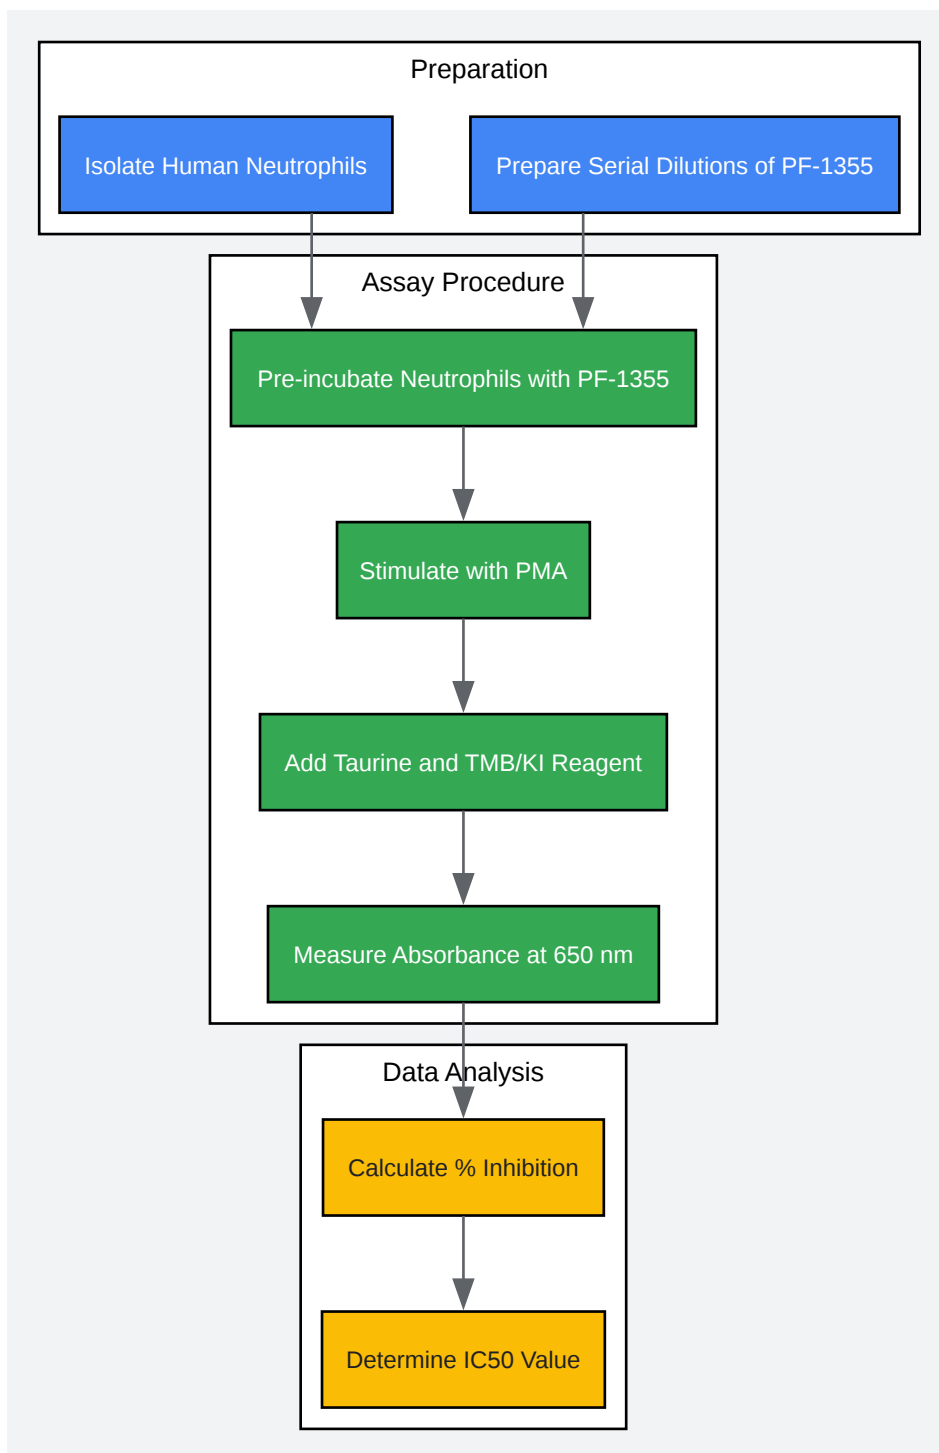 Preparation
Isolate Human Neutrophils
Prepare Serial Dilutions of PF-1355
Assay Procedure
Pre-incubate Neutrophils with PF-1355
Stimulate with PMA
Add Taurine and TMB/KI Reagent
Measure Absorbance at 650 nm
Data Analysis
Calculate % Inhibition
Determine IC50 Value